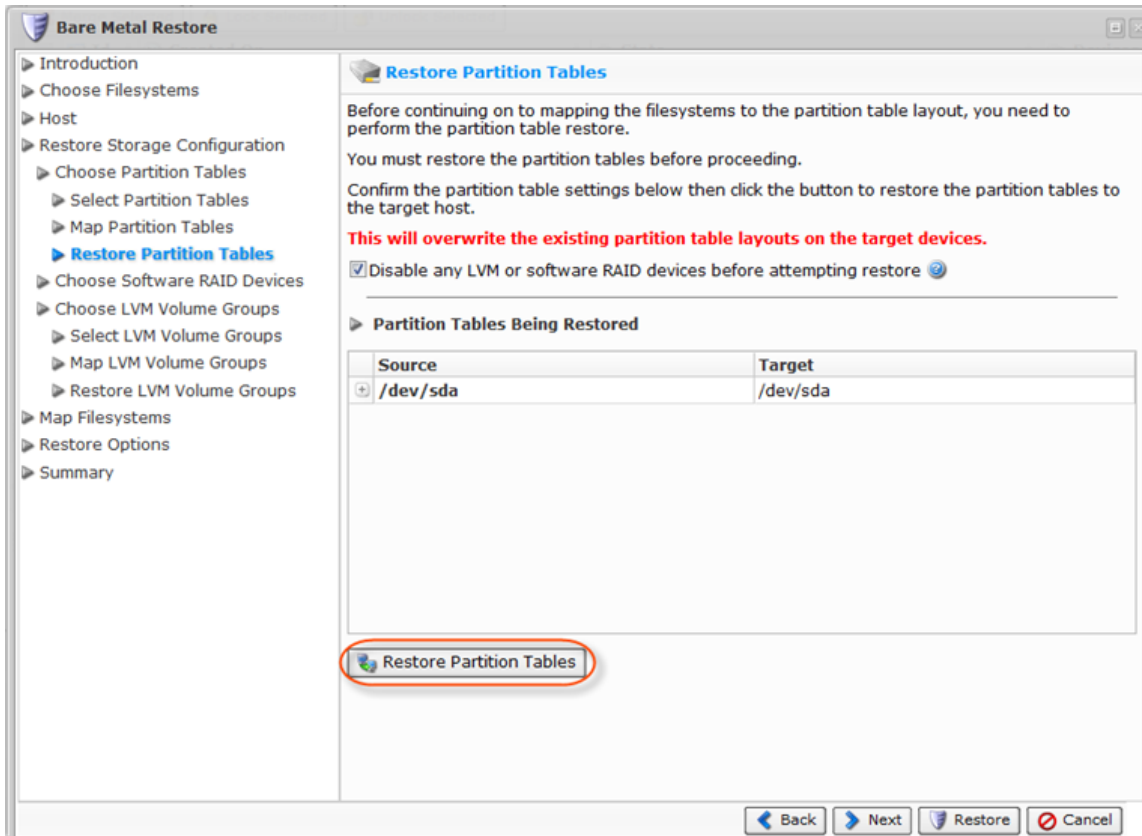 Bare Metal Restore
Introduction
Choose Filesystems
Host
Restore Storage Configuration
Choose Partition Tables
Select Partition Tables
Map Partition Tables
Restore Partition Tables
Choose Software RAID Devices
Choose LVM Volume Groups
Select LVM Volume Groups
Map LVM Volume Groups
Restore LVM Volume Groups
Map Filesystems
Restore Options
Summary
Restore Partition Tables
Before continuing on to mapping the filesystems to the partition table layout, you need to
perform the partition table restore.
You must restore the partition tables before proceeding.
Confirm the partition table settings below then click the button to restore the partition tables to
the target host.
This will overwrite the existing partition table layouts on the target devices.
Disable any LVM or software RAID devices before attempting restore
Partition Tables Being Restored
Source Target
/dev/sda /dev/sda
Restore Partition Tables
Back Next Restore Cancel